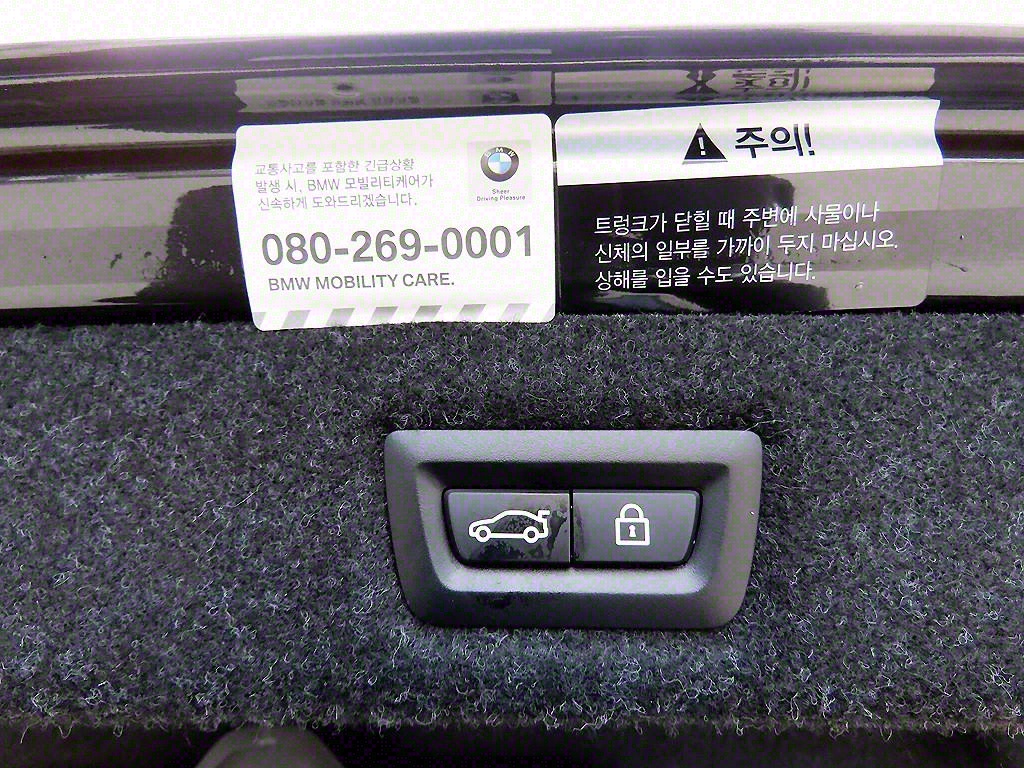 교통사고를 포함한 긴급상황
발생 시, BMW 모빌리티케어가
신속하게 도와드리겠습니다.
BMW
Sheer
Driving Pleasure
080-269-0001
BMW MOBILITY CARE.
주의!
트렁크가 닫힐 때 주변에 사물이나
신체의 일부를 가까이 두지 마십시오.
상해를 입을 수도 있습니다.